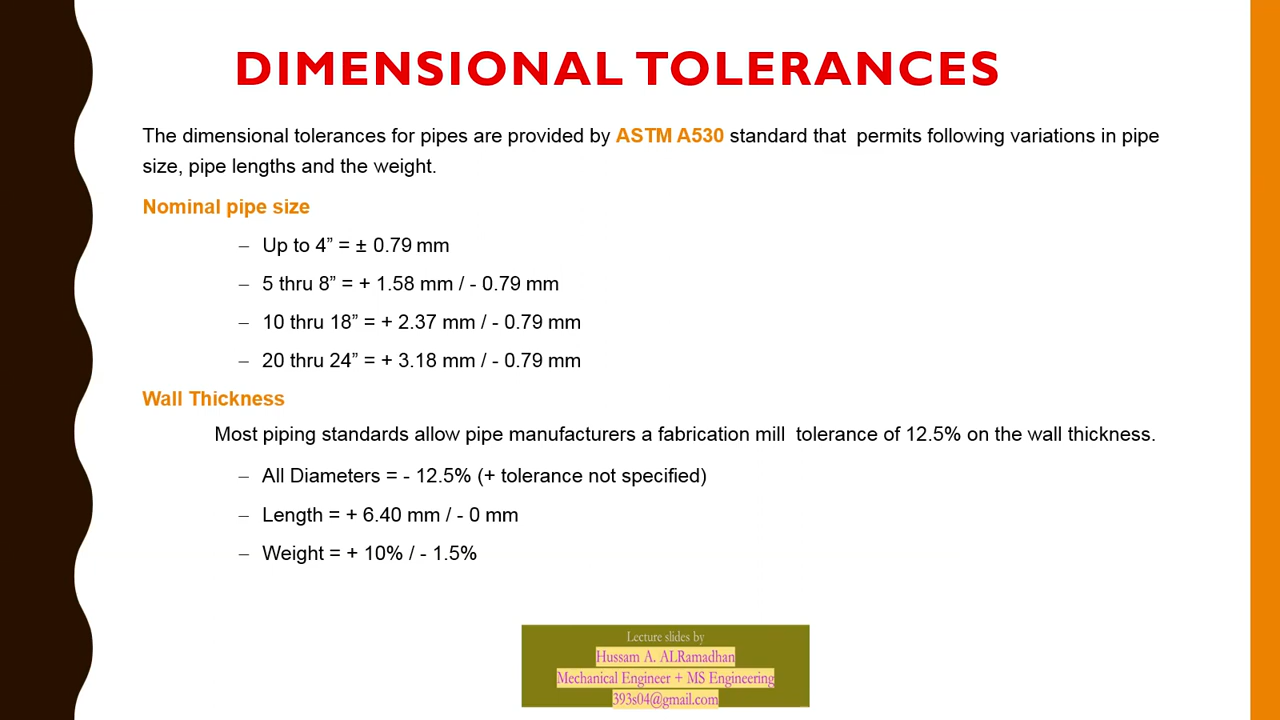 DIMENSIONAL TOLERANCES
The dimensional tolerances for pipes are provided by ASTM A530 standard that  permits following variations in pipe
size, pipe lengths and the weight.
Nominal pipe size
– Up to 4” = ± 0.79 mm
– 5 thru 8” = + 1.58 mm / - 0.79 mm
– 10 thru 18” = + 2.37 mm / - 0.79 mm
– 20 thru 24” = + 3.18 mm / - 0.79 mm
Wall Thickness
Most piping standards allow pipe manufacturers a fabrication mill  tolerance of 12.5% on the wall thickness.
– All Diameters = - 12.5% (+ tolerance not specified)
– Length = + 6.40 mm / - 0 mm
– Weight = + 10% / - 1.5%
Lecture slides by
Hussam A. ALRamadhan
Mechanical Engineer + MS Engineering
393s04@gmail.com